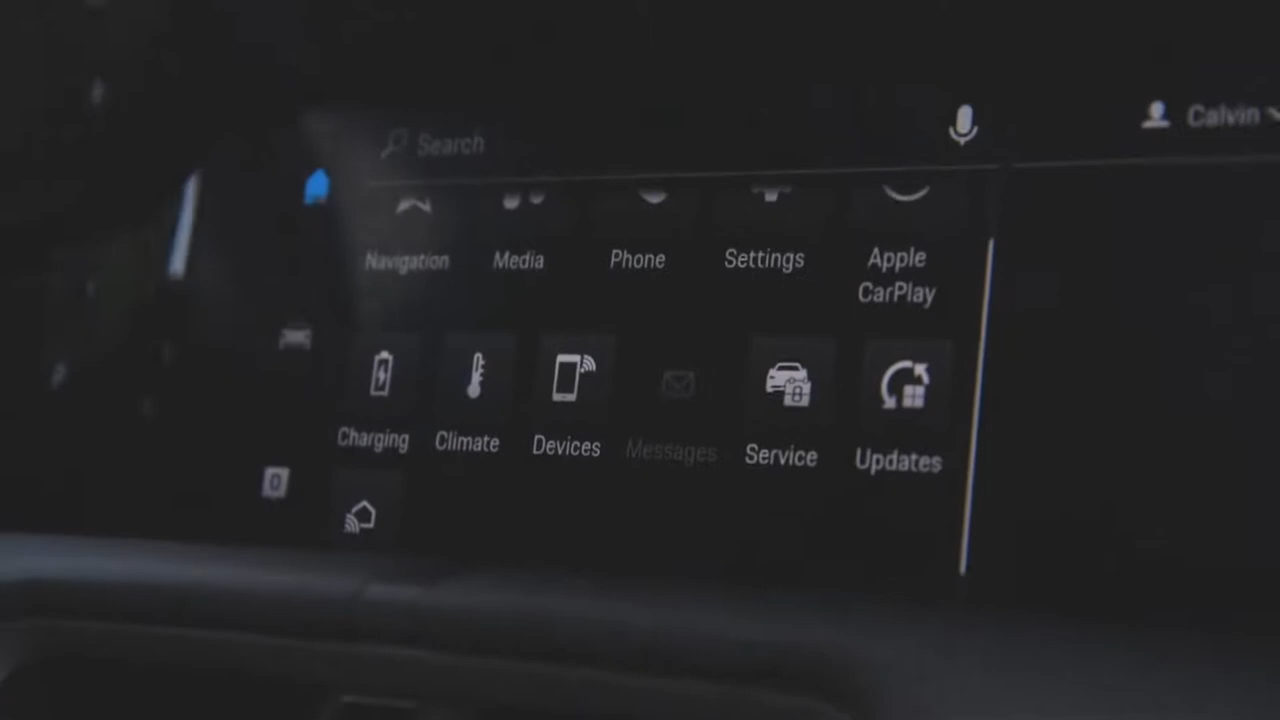 Search
Calvin
Navigation
Media
Phone
Settings
Apple
CarPlay
Charging
Climate
Devices
Messages
Service
Updates